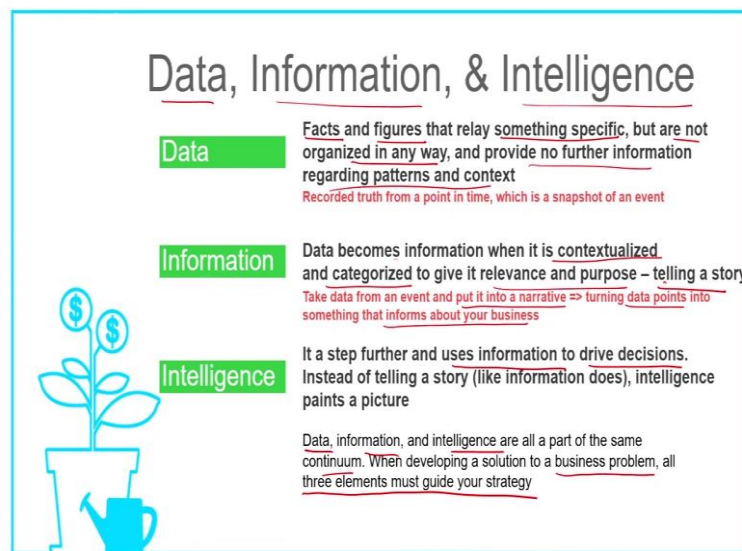 Data, Information, & Intelligence
Data
Facts and figures that relay something specific, but are not
organized in any way, and provide no further information
regarding patterns and context
Recorded truth from a point in time, which is a snapshot of an event
Information
Data becomes information when it is contextualized
and categorized to give it relevance and purpose – telling a story
Take data from an event and put it into a narrative => turning data points into
something that informs about your business
Intelligence
It a step further and uses information to drive decisions.
Instead of telling a story (like information does), intelligence
paints a picture
Data, information, and intelligence are all a part of the same
continuum. When developing a solution to a business problem, all
three elements must guide your strategy
$
$